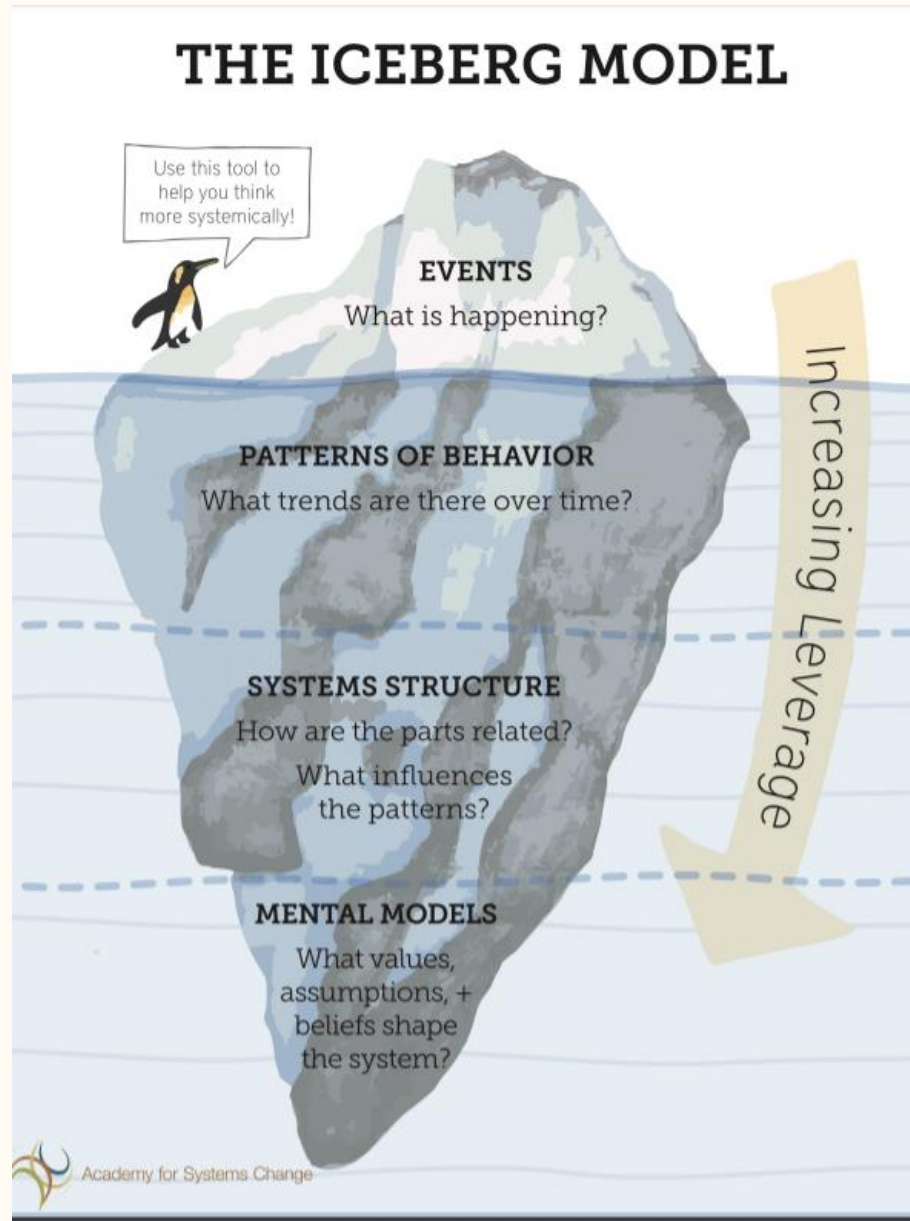 THE ICEBERG MODEL
Use this tool to
help you think
more systemically!
EVENTS
What is happening?
PATTERNS OF BEHAVIOR
What trends are there over time?
SYSTEMS STRUCTURE
How are the parts related?
What influences
the patterns?
MENTAL MODELS
What values,
assumptions, +
beliefs shape
the system?
Increasing Leverage
Academy for Systems Change